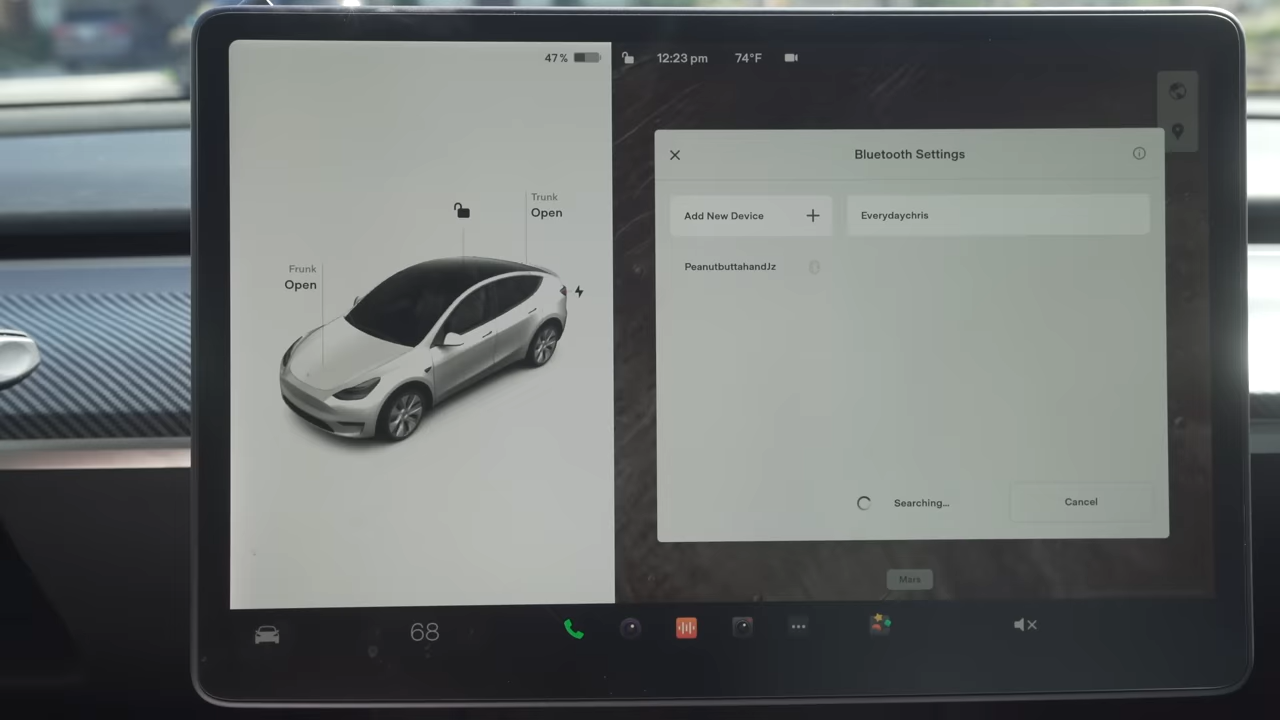 47%
12:23 pm
74°F
Trunk
Open
Frunk
Open
Bluetooth Settings
Add New Device
Everydaychris
PeanutbuttahandJz
Searching...
Cancel
Mars
68